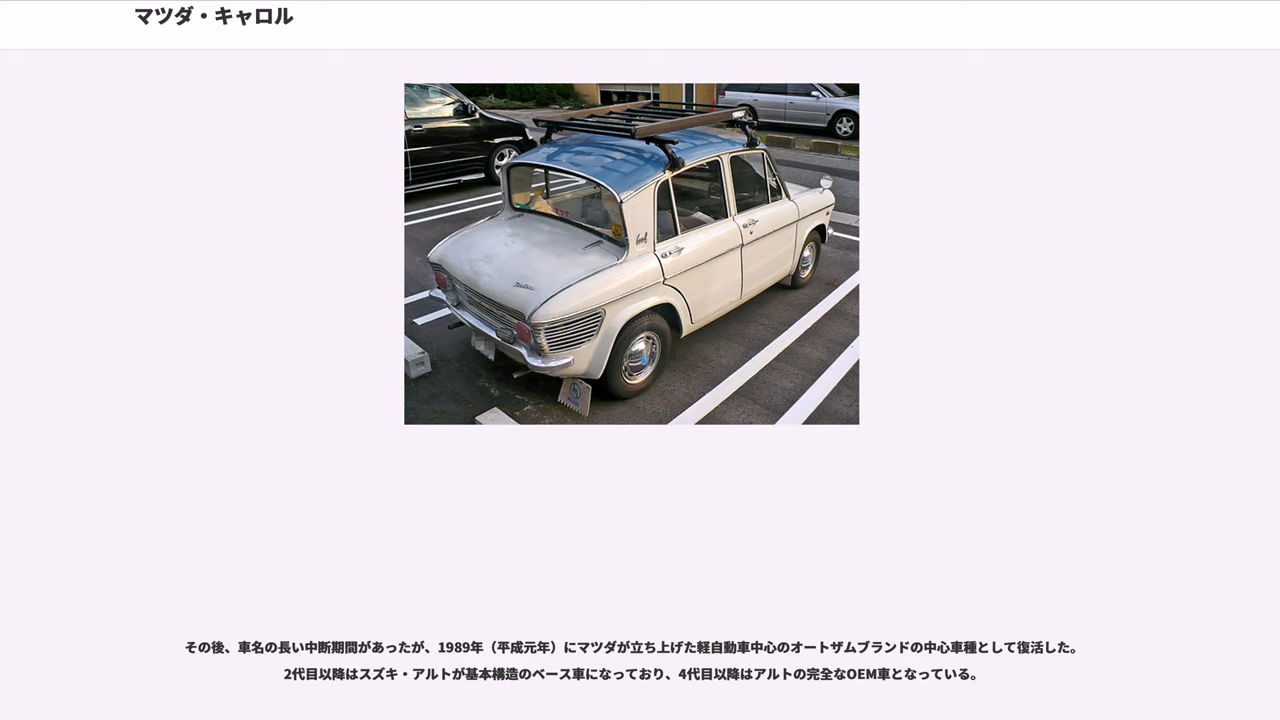 マツダ・キャロル
その後、車名の長い中断期間があったが、1989年（平成元年）にマツダが立ち上げた軽自動車中心のオートザムブランドの中心車種として復活した。
2代目以降はスズキ・アルトが基本構造のベース車になっており、4代目以降はアルトの完全なOEM車となっている。